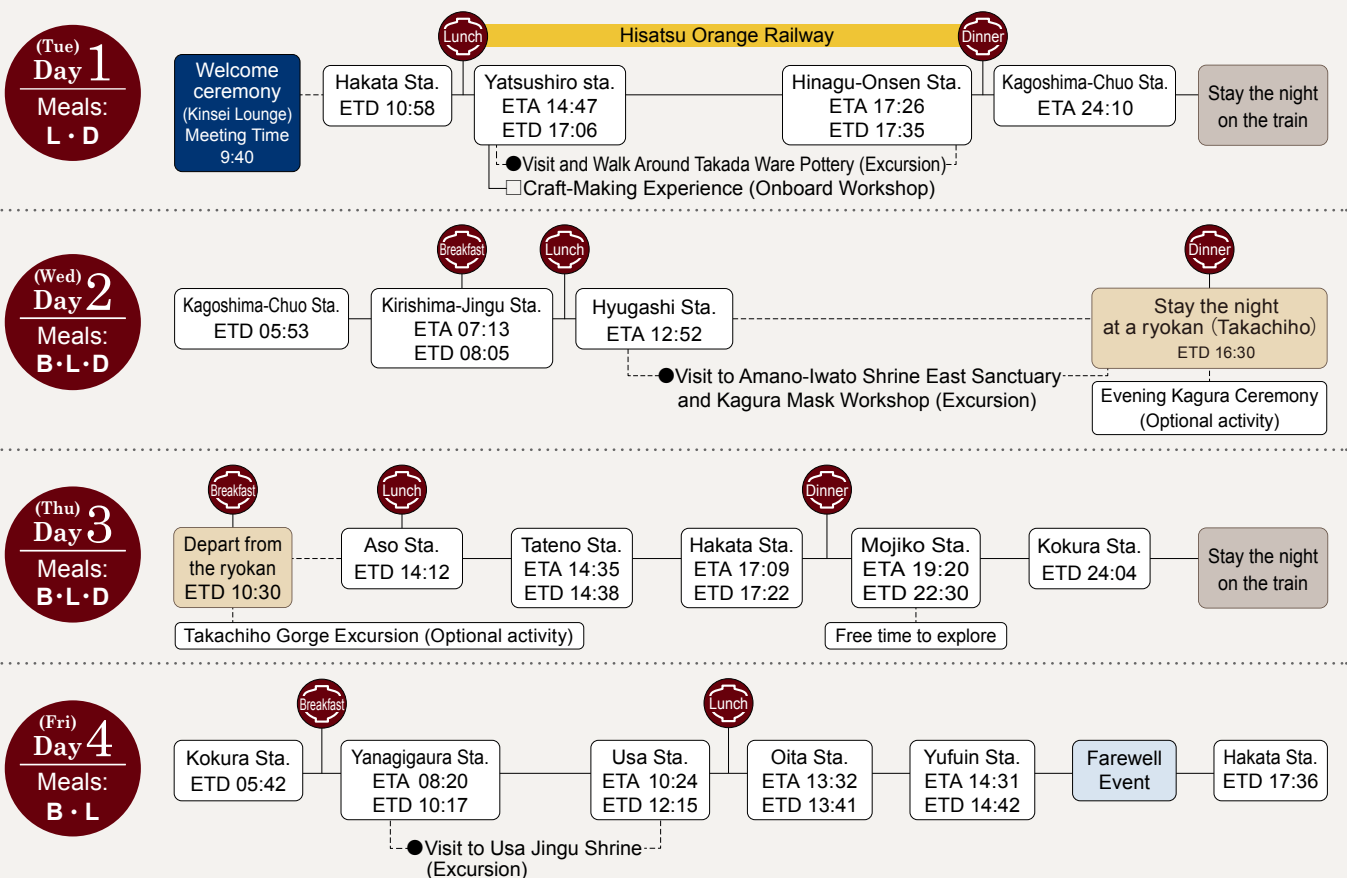 (Tue)
Day 1
Meals:
L・D
Welcome
ceremony
(Kinsei Lounge)
Meeting Time
9:40
Hakata Sta.
ETD 10:58
Lunch
Hisatsu Orange Railway
Yatsushiro sta.
ETA 14:47
ETD 17:06
Hinagu-Onsen Sta.
ETA 17:26
ETD 17:35
Dinner
Kagoshima-Chuo Sta.
ETA 24:10
Stay the night
on the train
●Visit and Walk Around Takada Ware Pottery (Excursion)
□Craft-Making Experience (Onboard Workshop)
(Wed)
Day 2
Meals:
B・L・D
Kagoshima-Chuo Sta.
ETD 05:53
Breakfast
Kirishima-Jingu Sta.
ETA 07:13
ETD 08:05
Lunch
Hyugashi Sta.
ETA 12:52
●Visit to Amano-Iwato Shrine East Sanctuary
and Kagura Mask Workshop (Excursion)
Dinner
Stay the night
at a ryokan (Takachiho)
ETD 16:30
Evening Kagura Ceremony
(Optional activity)
(Thu)
Day 3
Meals:
B・L・D
Breakfast
Depart from
the ryokan
ETD 10:30
Takachiho Gorge Excursion (Optional activity)
Lunch
Aso Sta.
ETD 14:12
Tateno Sta.
ETA 14:35
ETD 14:38
Hakata Sta.
ETA 17:09
ETD 17:22
Dinner
Mojiko Sta.
ETA 19:20
ETD 22:30
Free time to explore
Kokura Sta.
ETD 24:04
Stay the night
on the train
(Fri)
Day 4
Meals:
B・L
Kokura Sta.
ETD 05:42
Breakfast
Yanagigaura Sta.
ETA 08:20
ETD 10:17
●Visit to Usa Jingu Shrine
(Excursion)
Usa Sta.
ETA 10:24
ETD 12:15
Lunch
Oita Sta.
ETA 13:32
ETD 13:41
Yufuin Sta.
ETA 14:31
ETD 14:42
Farewell
Event
Hakata Sta.
ETD 17:36